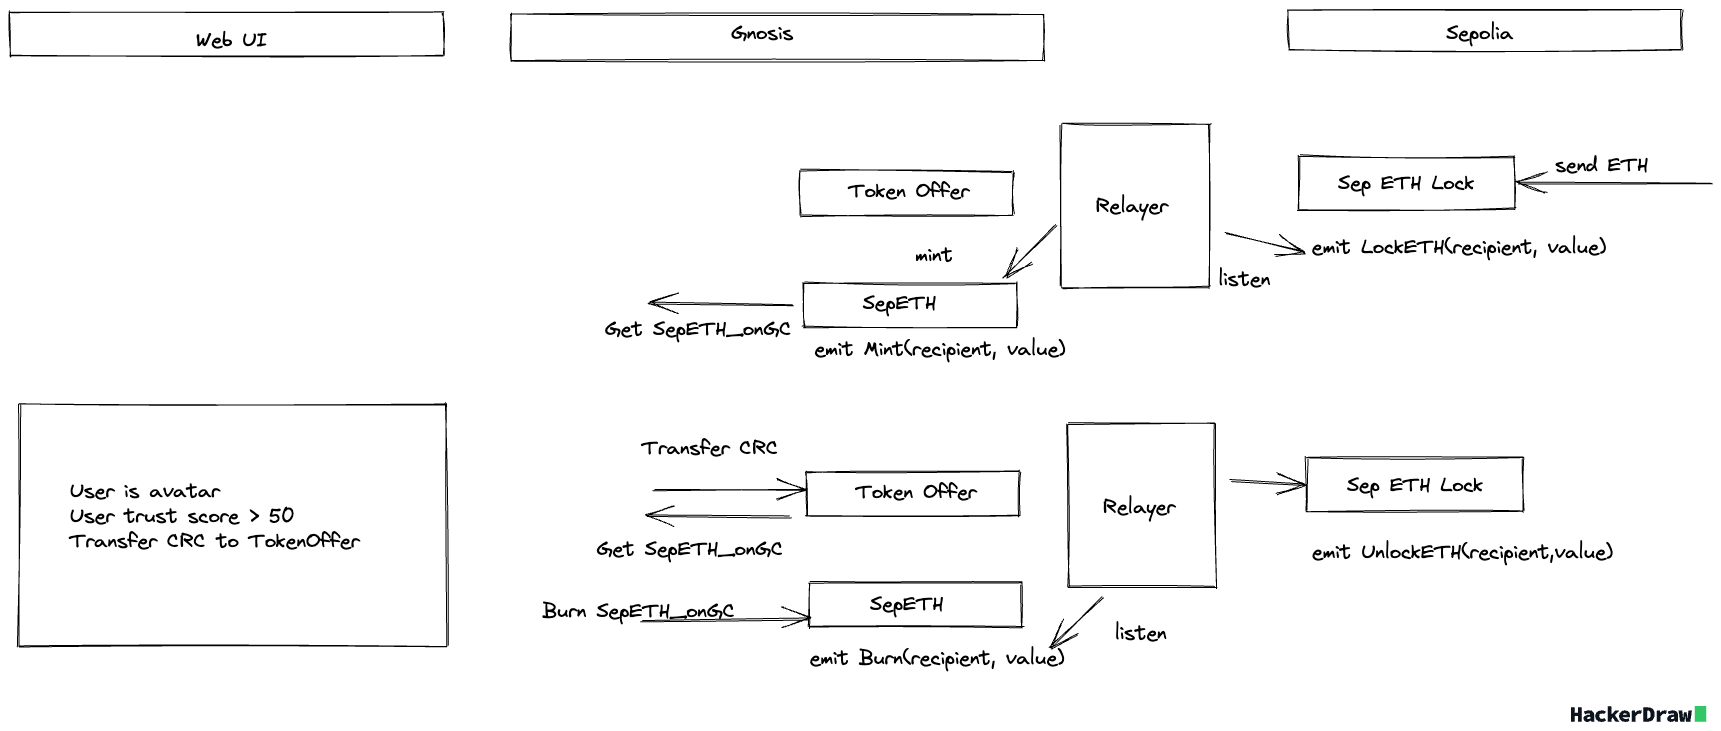 Web UI
Gnosis
Sepolia
Token Offer
Relayer
Sep ETH Lock
send ETH
mint
emit LockETH(recipient, value)
listen
SepETH
Get SepETH_onGC
emit Mint(recipient, value)
User is avatar
User trust score > 50
Transfer CRC to TokenOffer
Transfer CRC
Token Offer
Get SepETH_onGC
Burn SepETH_onGC
SepETH
emit Burn(recipient, value)
Relayer
listen
Sep ETH Lock
emit UnlockETH(recipient,value)
HackerDraw